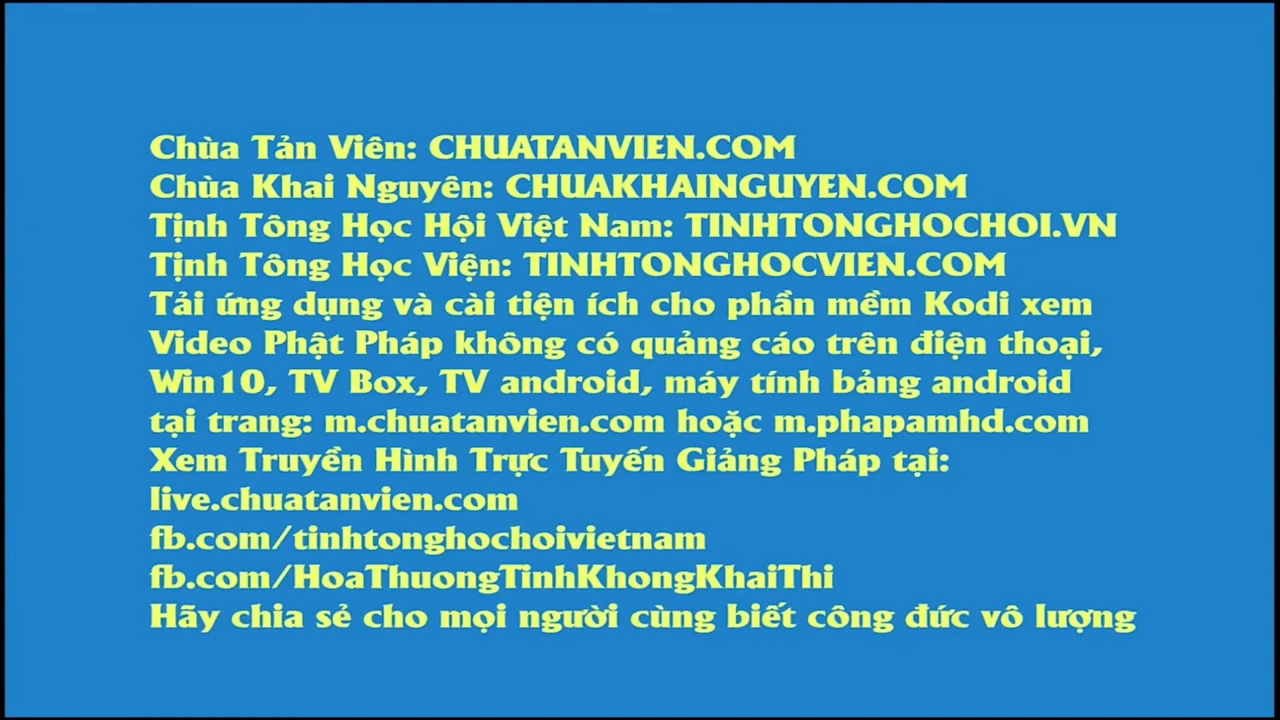 Chùa Tản Viên: CHUATANVIEN.COM
Chùa Khai Nguyên: CHUAKHAINGUYEN.COM
Tịnh Tông Học Hội Việt Nam: TINHTONGHOCHOI.VN
Tịnh Tông Học Viện: TINHTONGHOCVIEN.COM
Tải ứng dụng và cài tiện ích cho phần mềm Kodi xem
Video Phật Pháp không có quảng cáo trên điện thoại,
Win10, TV Box, TV android, máy tính bảng android
tại trang: m.chuatanvien.com hoặc m.phapamhd.com
Xem Truyền Hình Trực Tuyến Giảng Pháp tại:
live.chuatanvien.com
fb.com/tinhtonghochoivietnam
fb.com/HoaThuongTinhKhongKhaiThi
Hãy chia sẻ cho mọi người cùng biết công đức vô lượng